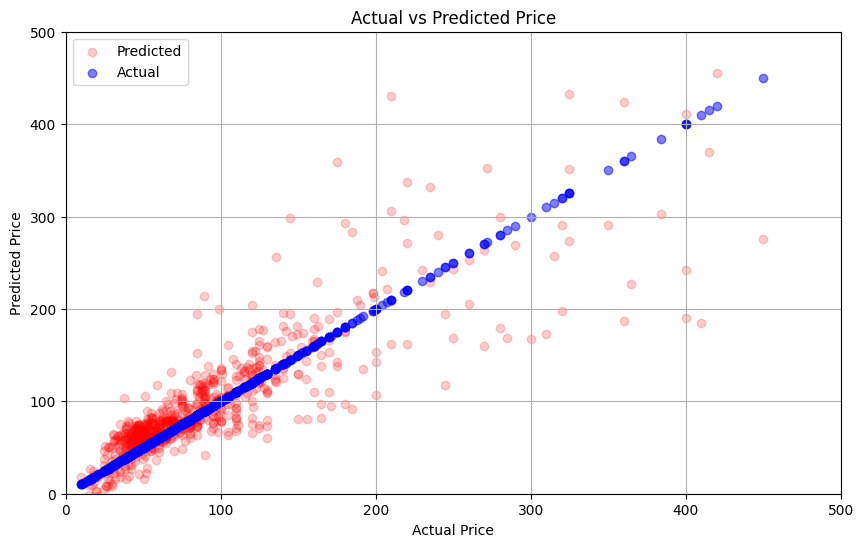 Actual vs Predicted Price
Predicted
Actual
Predicted Price
500
400
300
200
100
0
0 100 200 300 400 500
Actual Price